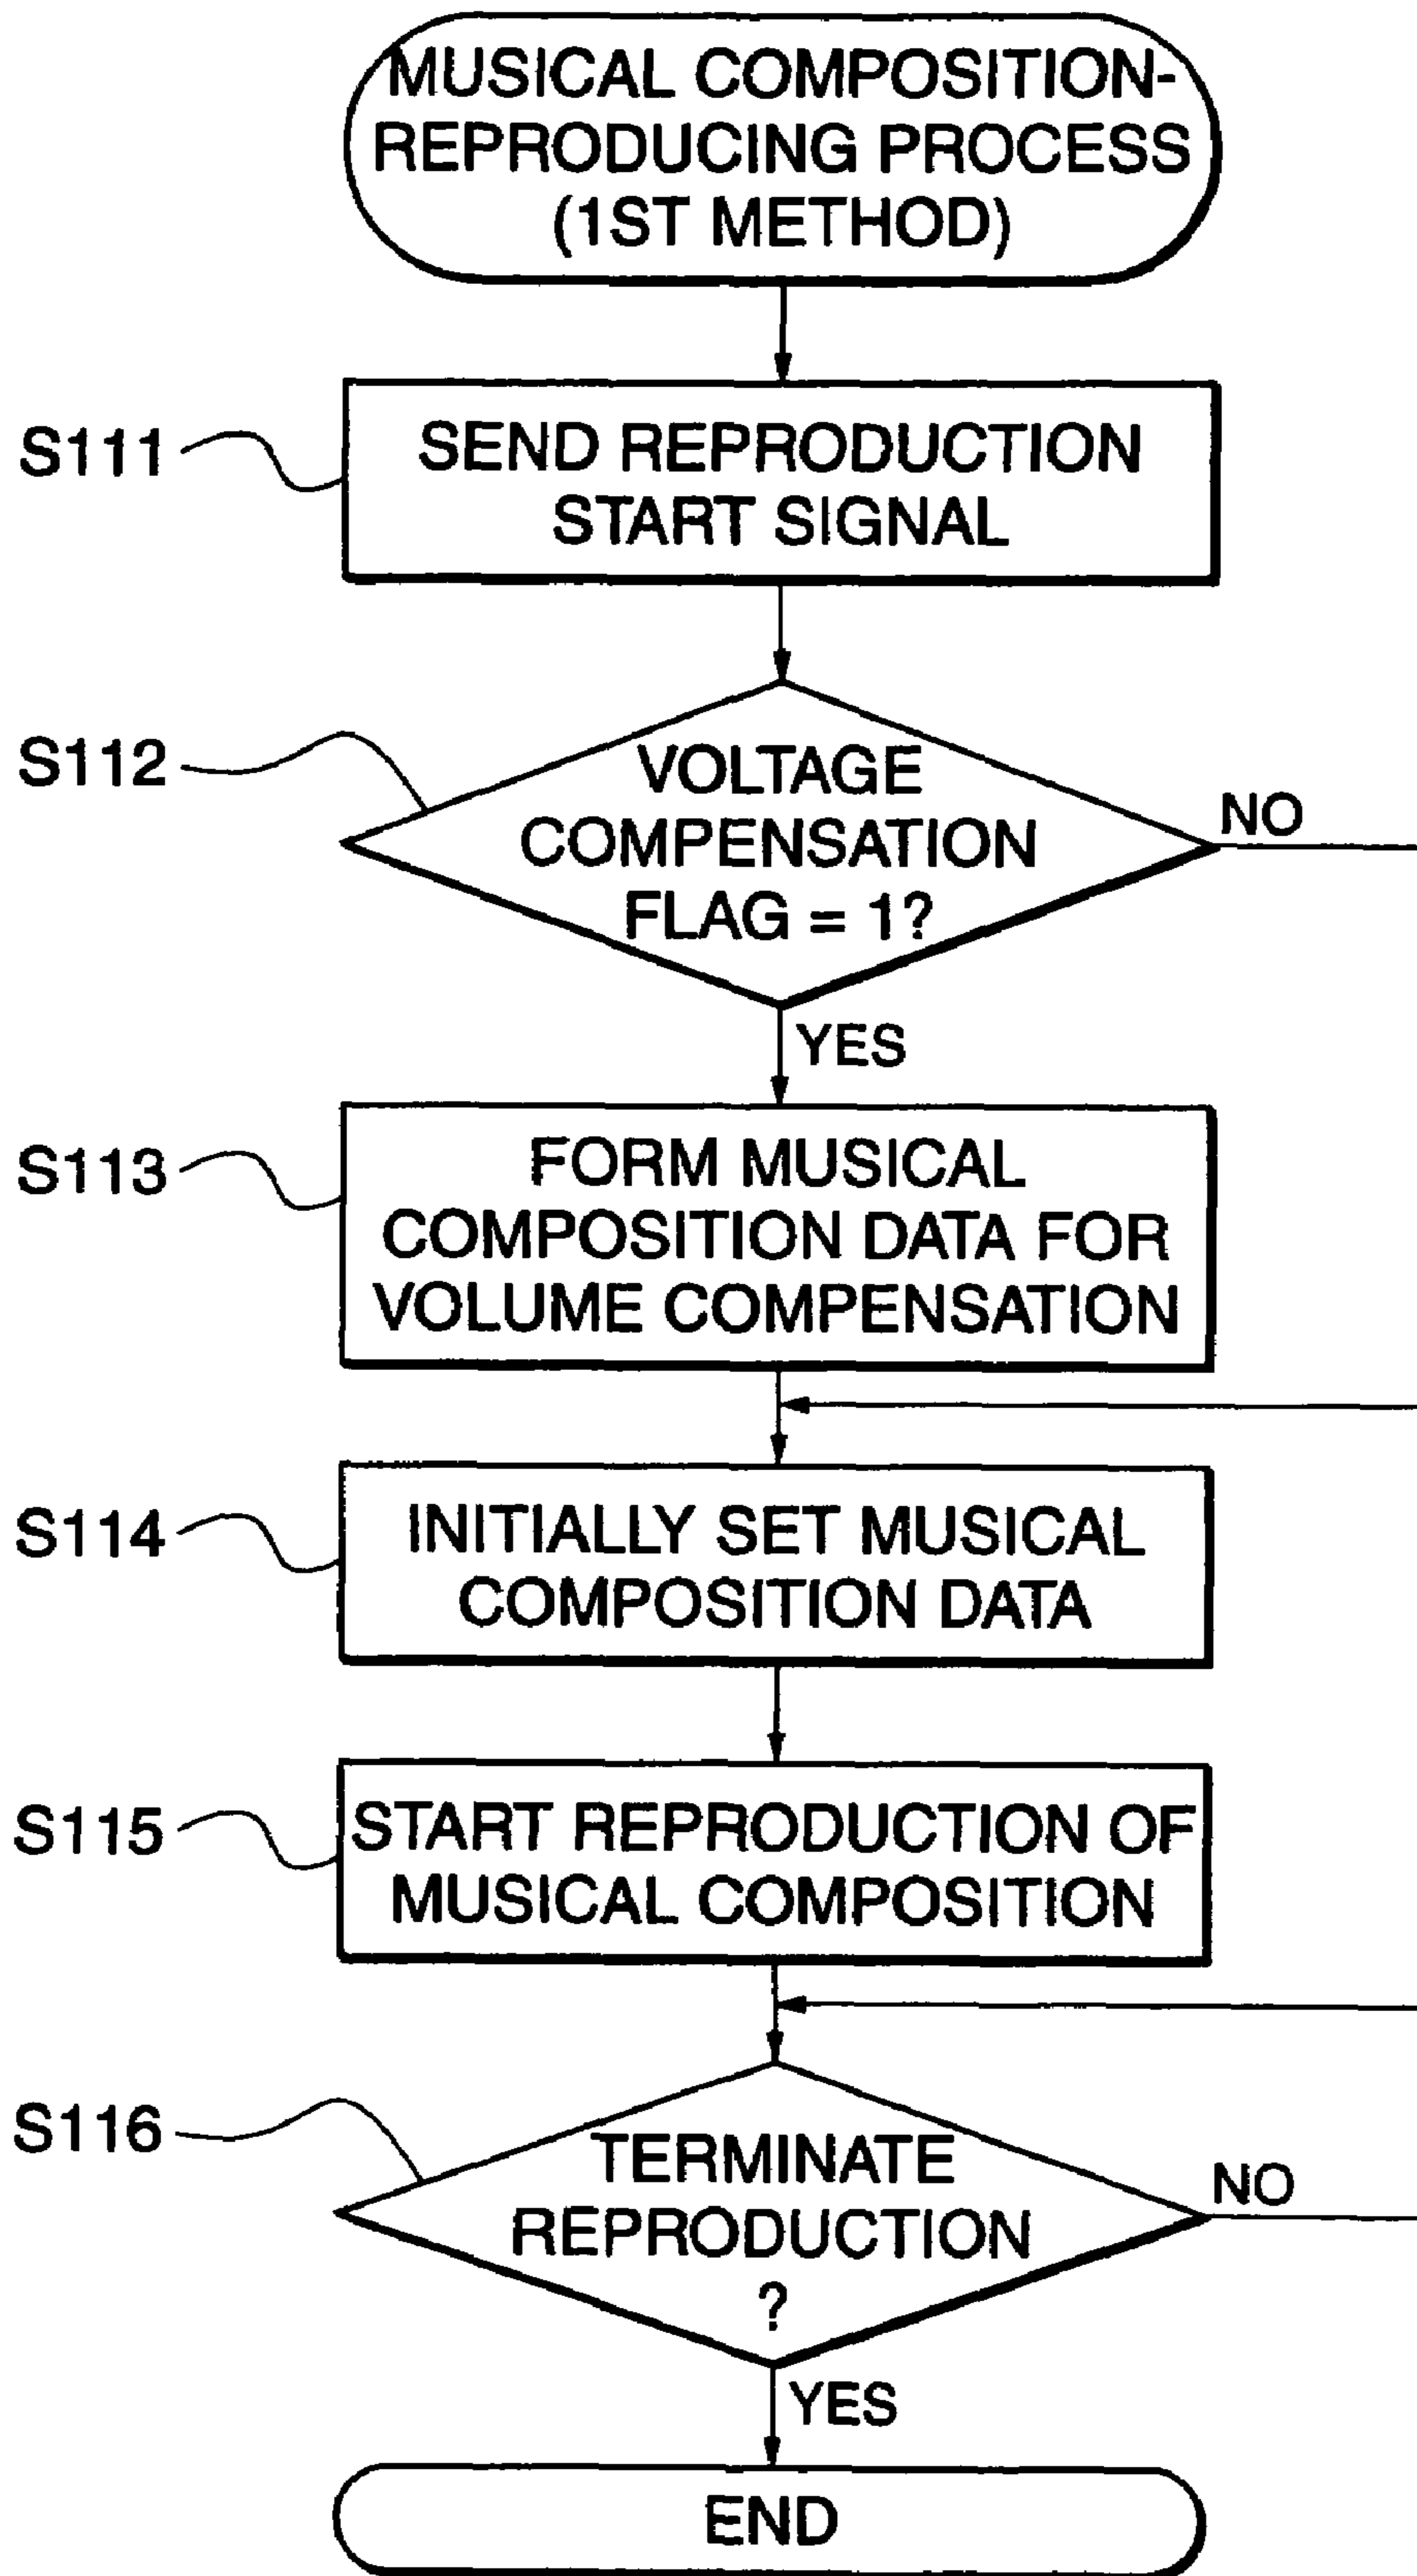 MUSICAL COMPOSITION-
REPRODUCING PROCESS
(1ST METHOD)
S111
SEND REPRODUCTION
START SIGNAL
S112
VOLTAGE
COMPENSATION
FLAG = 1?
NO
YES
S113
FORM MUSICAL
COMPOSITION DATA FOR
VOLUME COMPENSATION
S114
INITIALLY SET MUSICAL
COMPOSITION DATA
S115
START REPRODUCTION OF
MUSICAL COMPOSITION
S116
TERMINATE
REPRODUCTION
?
NO
YES
END